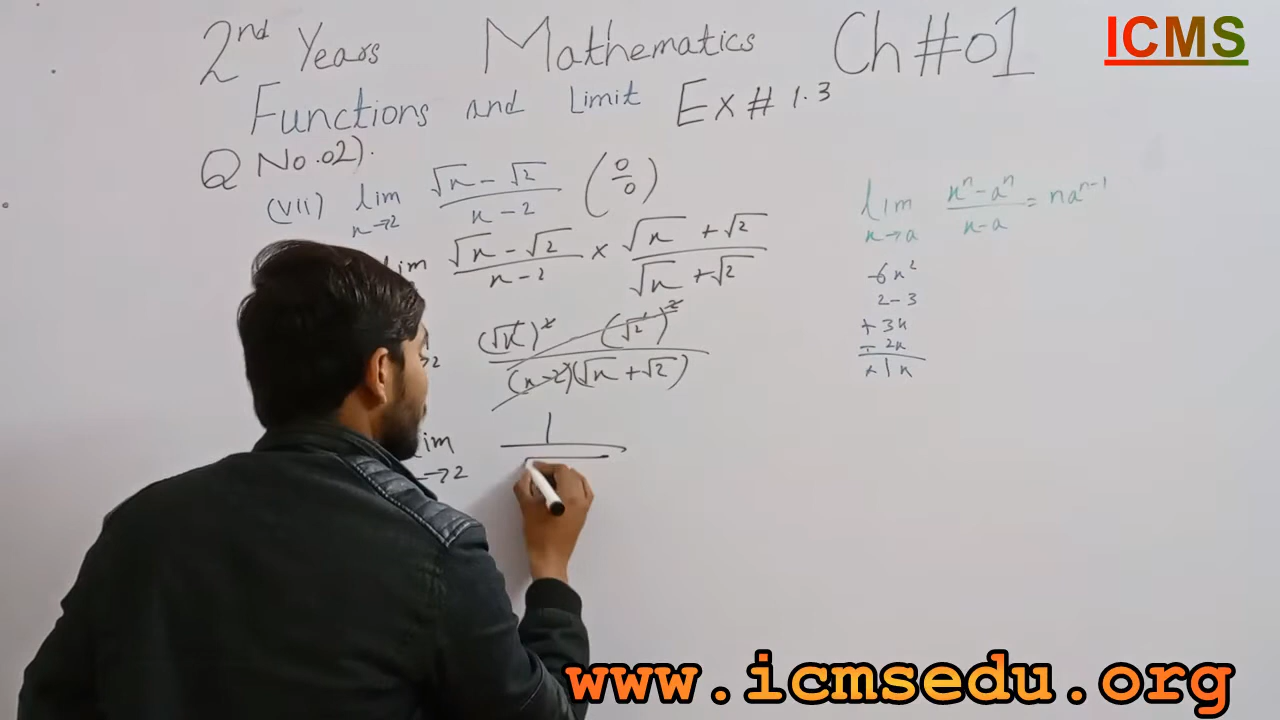 2nd Years Mathematics Ch#01
ICMS
Functions and Limit Ex# 1.3
Q No.02).
(VII) lim x→2 (√x - √2)/(x-2) (0/0)
lim (√x - √2)/(x-2) × (√x + √2)/(√x + √2)
→2 (√x)² (√2)²/(x-2)(√x + √2)
lim →2 1/√
lim x→a (xⁿ - aⁿ)/(x-a) = naⁿ⁻¹
-6x²
2-3
+3x
-2x
+1x
www.icmsedu.org